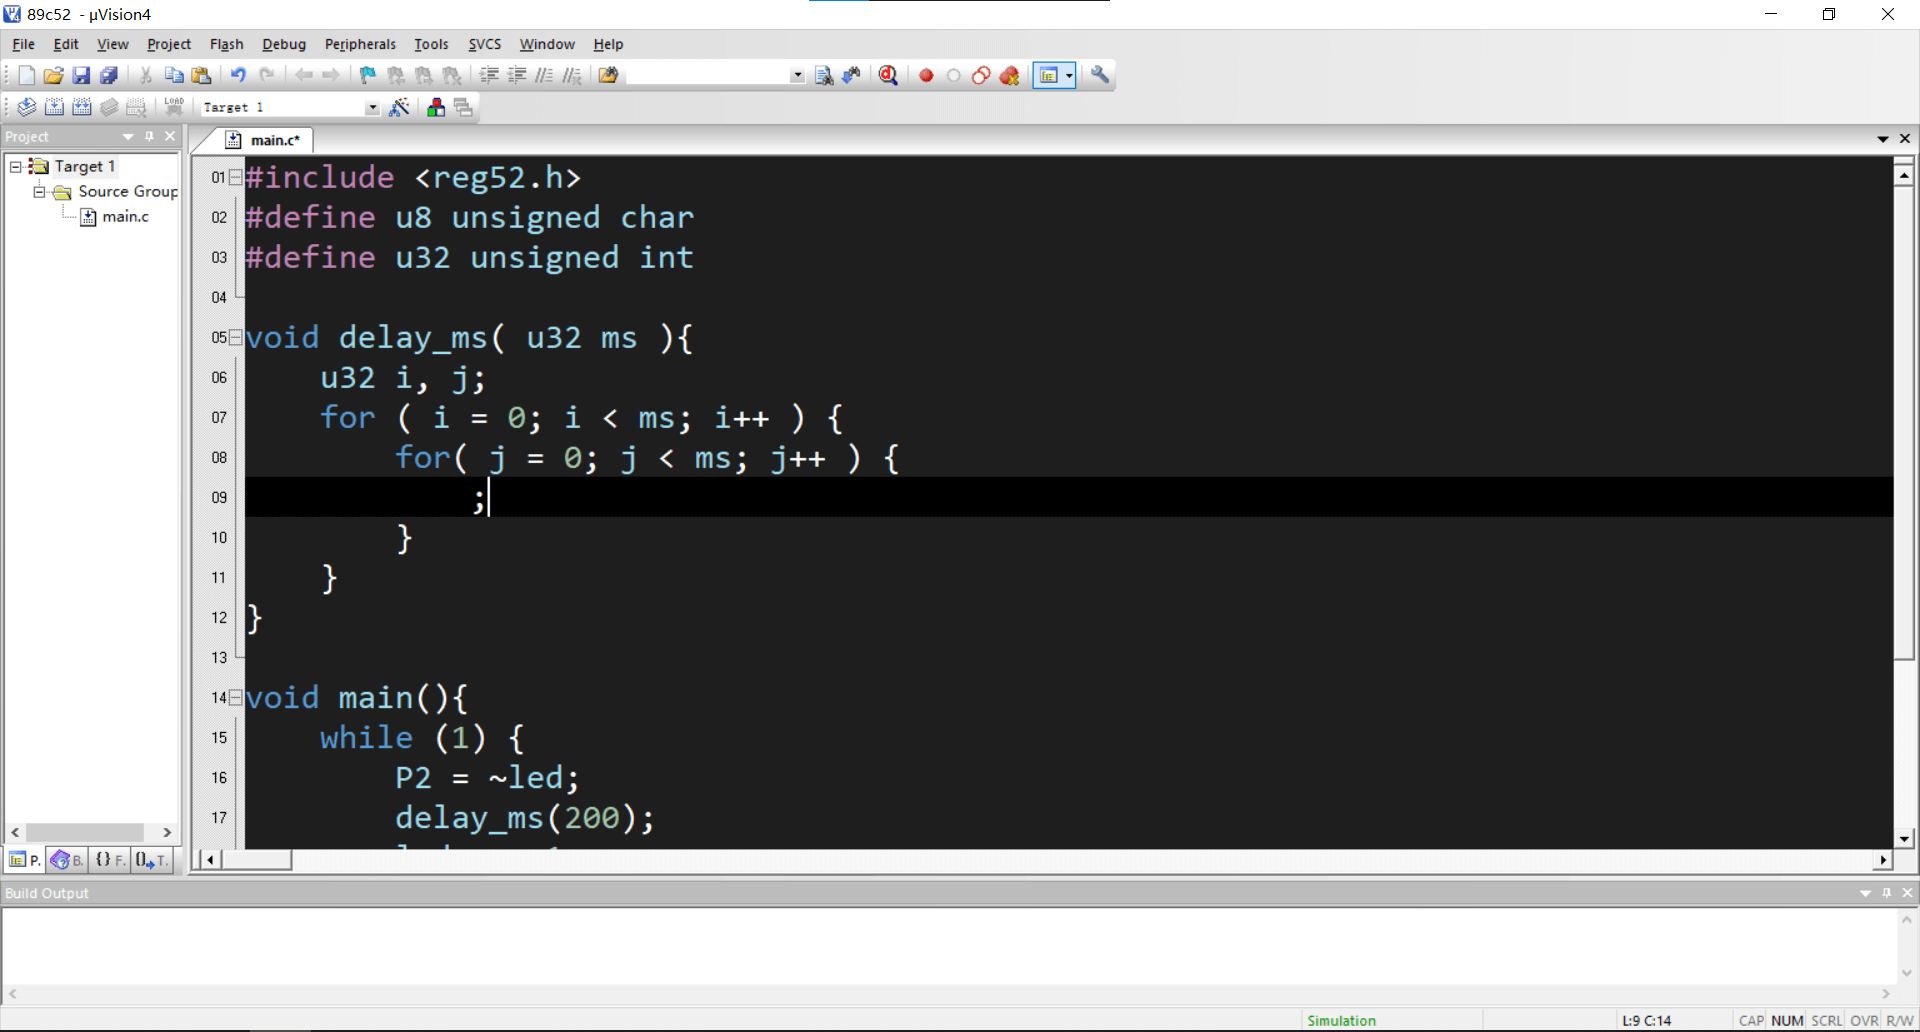 89c52 - µVision4
File Edit View Project Flash Debug Peripherals Tools SVCS Window Help
LOAD Target 1
Project
main.c*
Target 1
Source Group
main.c
01 #include <reg52.h>
02 #define u8 unsigned char
03 #define u32 unsigned int
04
05 void delay_ms( u32 ms ){
06 u32 i, j;
07 for ( i = 0; i < ms; i++ ) {
08 for( j = 0; j < ms; j++ ) {
09 ;
10 }
11 }
12 }
13
14 void main(){
15 while (1) {
16 P2 = ~led;
17 delay_ms(200);
P. B. {} F. 0 T.
Build Output
Simulation L:9 C:14 CAP NUM SCRL OVR R/W